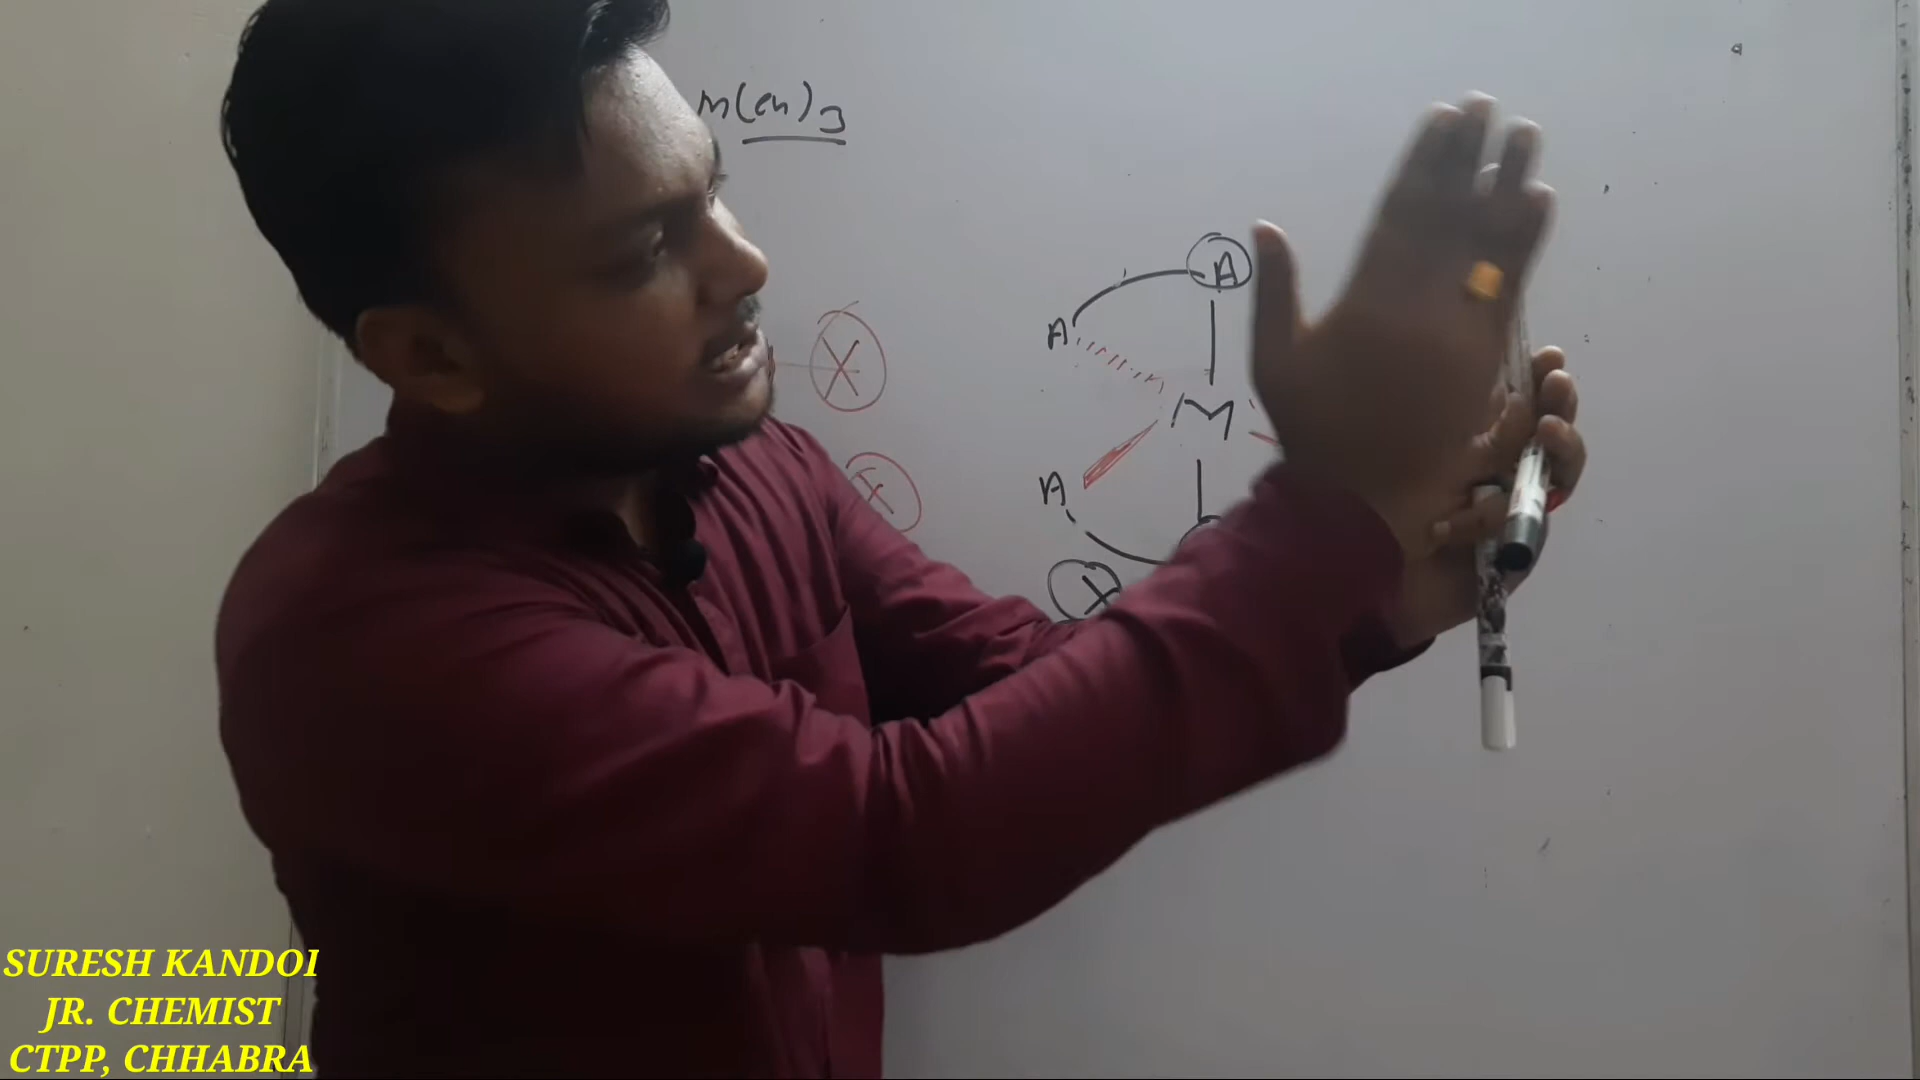 M(en)3
X
A
A
M
X
A
X
SURESH KANDOI
JR. CHEMIST
CTPP, CHHABRA